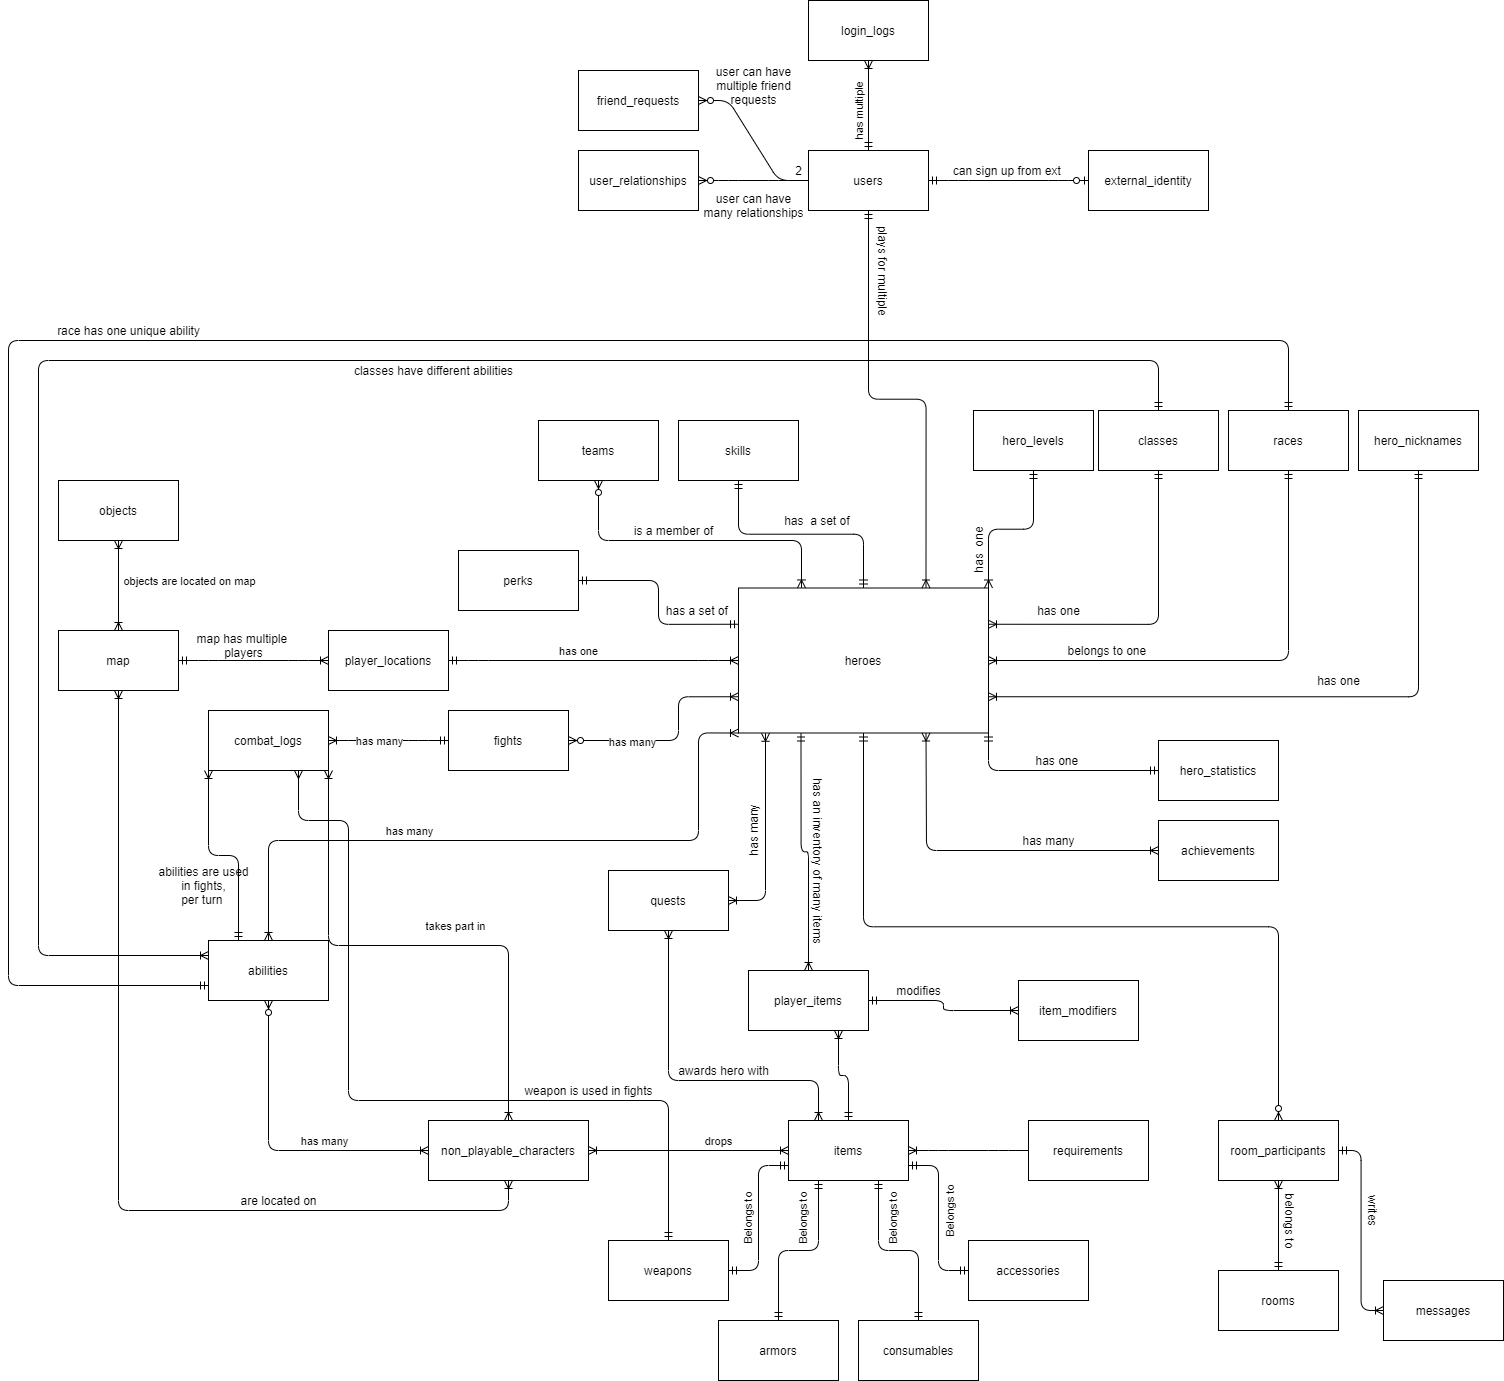 login_logs
user can have
multiple friend
requests
friend_requests
has multiple
user_relationships
2
users
can sign up from ext
external_identity
user can have
many relationships
plays for multiple
race has one unique ability
classes have different abilities
teams
skills
hero_levels
classes
races
hero_nicknames
objects
is a member of
has  a set of
has  one
objects are located on map
perks
has a set of
has one
map
map has multiple
players
player_locations
has one
heroes
belongs to one
has one
combat_logs
has many
fights
has many
has one
hero_statistics
has many
has many
has an inventory of many items
has many
achievements
abilities are used
in fights,
per turn
quests
takes part in
abilities
player_items
modifies
item_modifiers
awards hero with
weapon is used in fights
has many
non_playable_characters
drops
items
requirements
room_participants
are located on
Belongs to
Belongs to
Belongs to
Belongs to
belongs to
writes
weapons
accessories
rooms
messages
armors
consumables